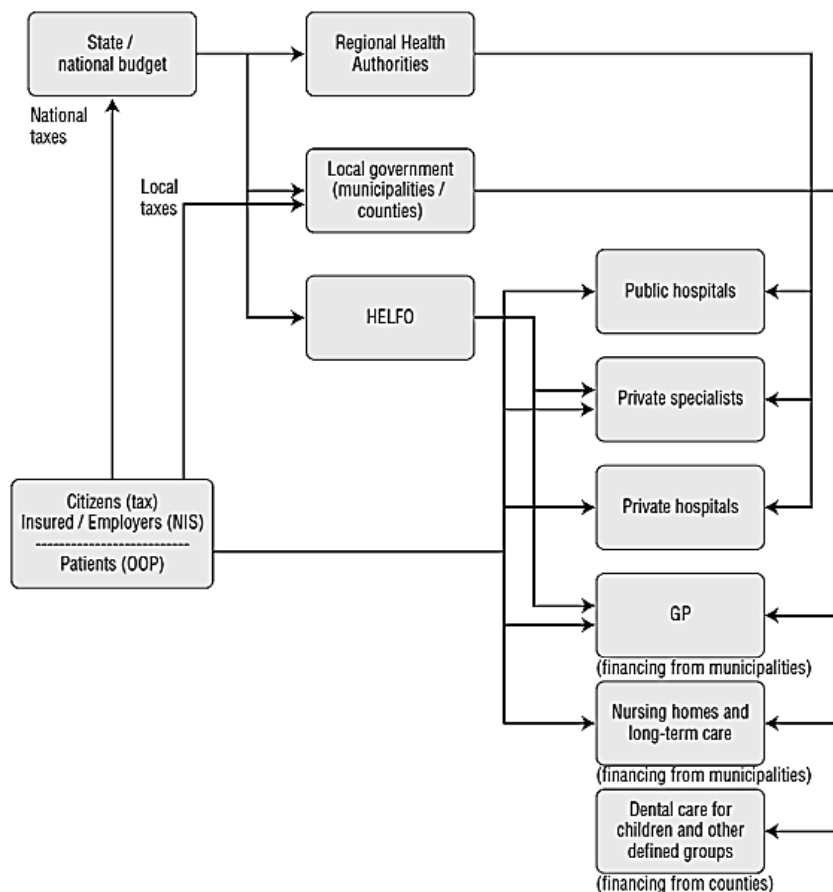 State /
national budget
Regional Health
Authorities
National
taxes
Local
taxes
Local government
(municipalities /
counties)
HELFO
Public hospitals
Private specialists
Citizens (tax)
Insured / Employers (NIS)
---------------------------
Patients (OOP)
Private hospitals
GP
(financing from municipalities)
Nursing homes and
long-term care
(financing from municipalities)
Dental care for
children and other
defined groups
(financing from counties)